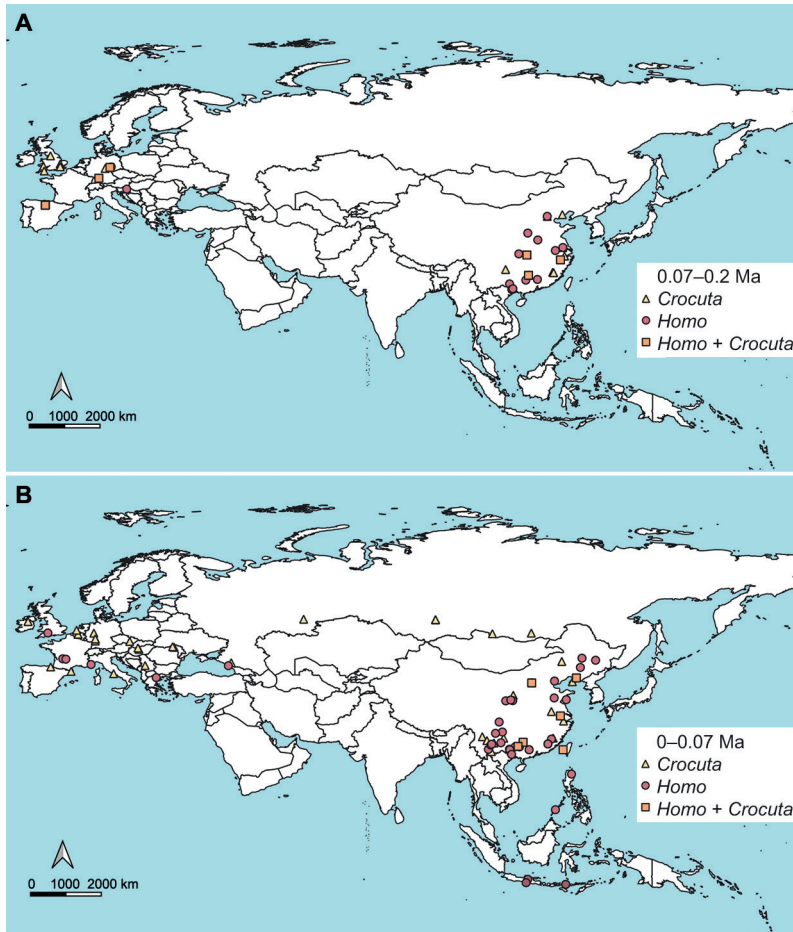 A
0.07–0.2 Ma
Crocuta
Homo
Homo + Crocuta
0 1000 2000 km
B
0–0.07 Ma
Crocuta
Homo
Homo + Crocuta
0 1000 2000 km